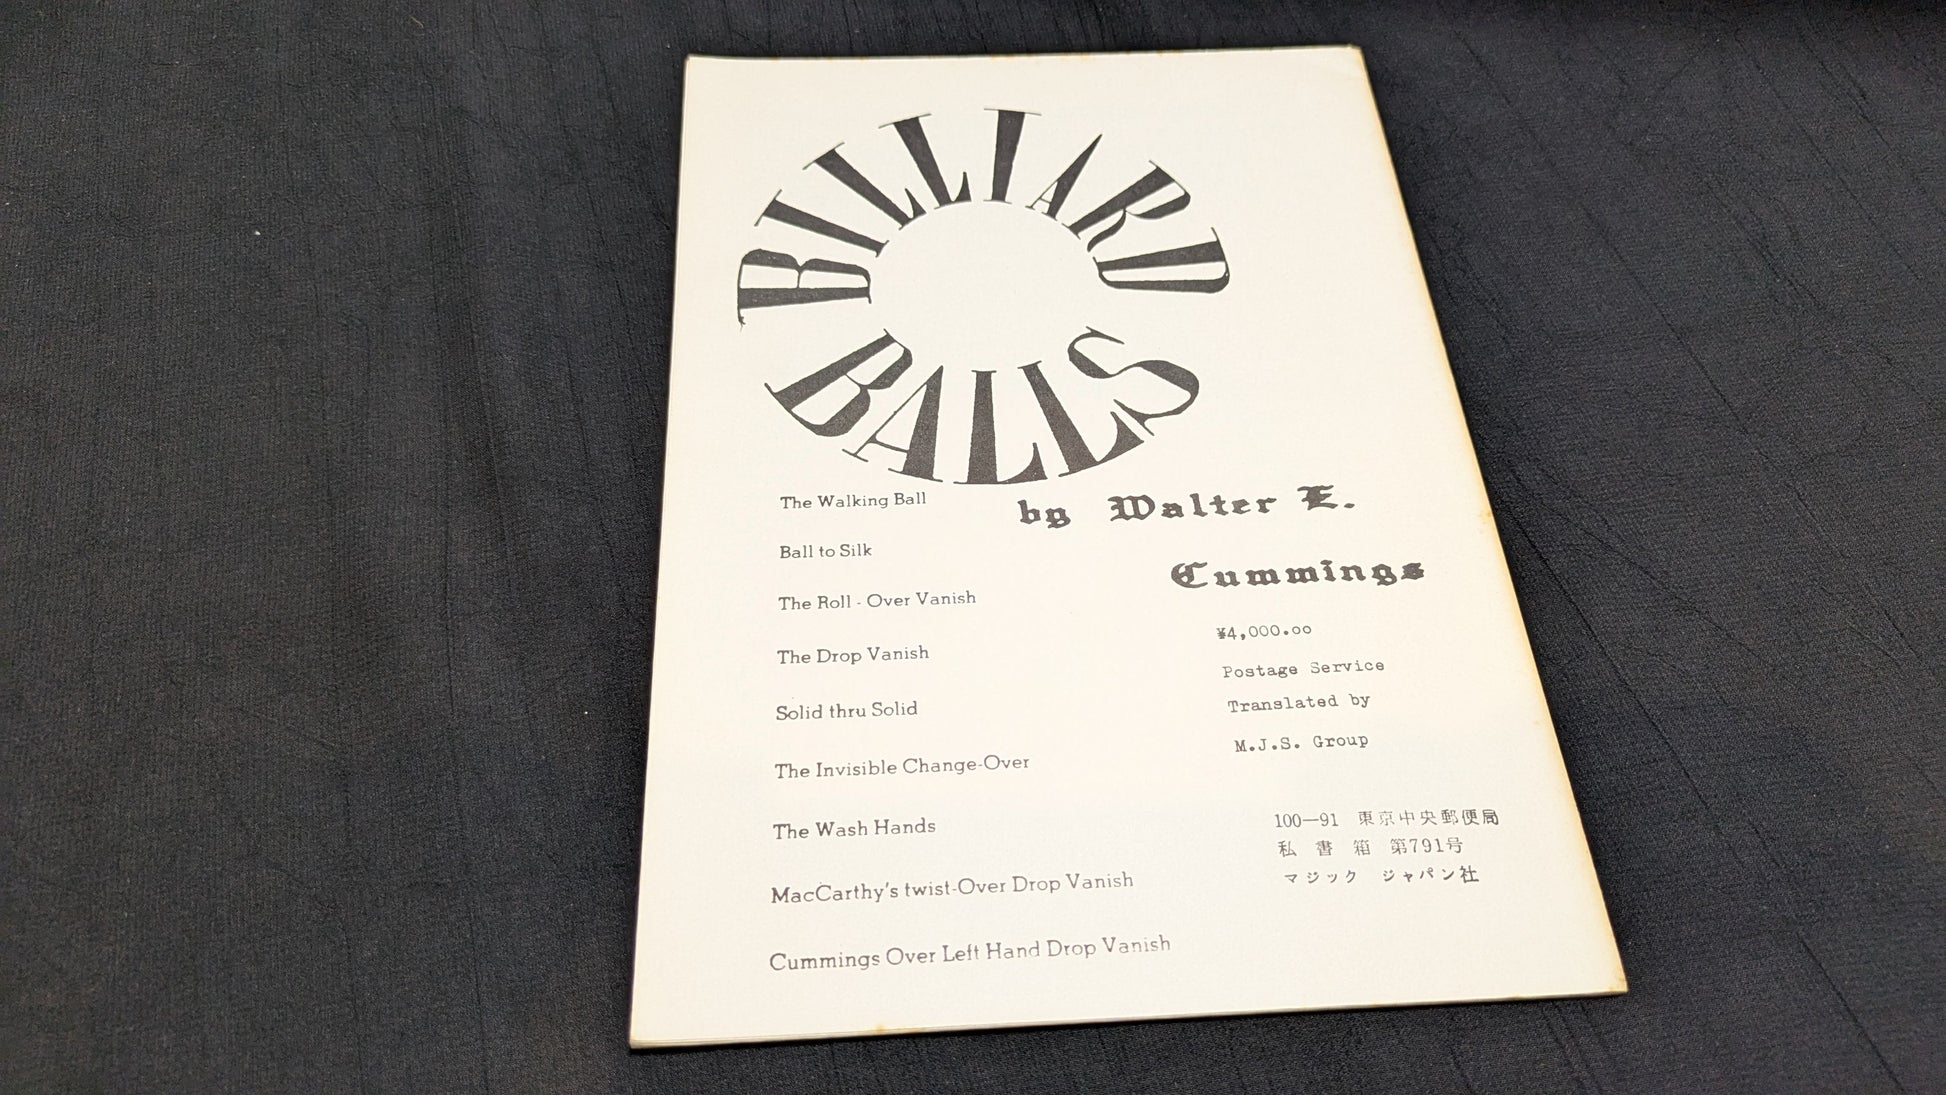 BILLIARD
BALLS
by Walter E.
Cummings
The Walking Ball
Ball to Silk
The Roll - Over Vanish
The Drop Vanish
Solid thru Solid
The Invisible Change-Over
The Wash Hands
MacCarthy's twist-Over Drop Vanish
Cummings Over Left Hand Drop Vanish
¥4,000.oo
Postage Service
Translated by
M.J.S. Group
100—91 東京中央郵便局
私 書 箱 第791号
マジック ジャパン社